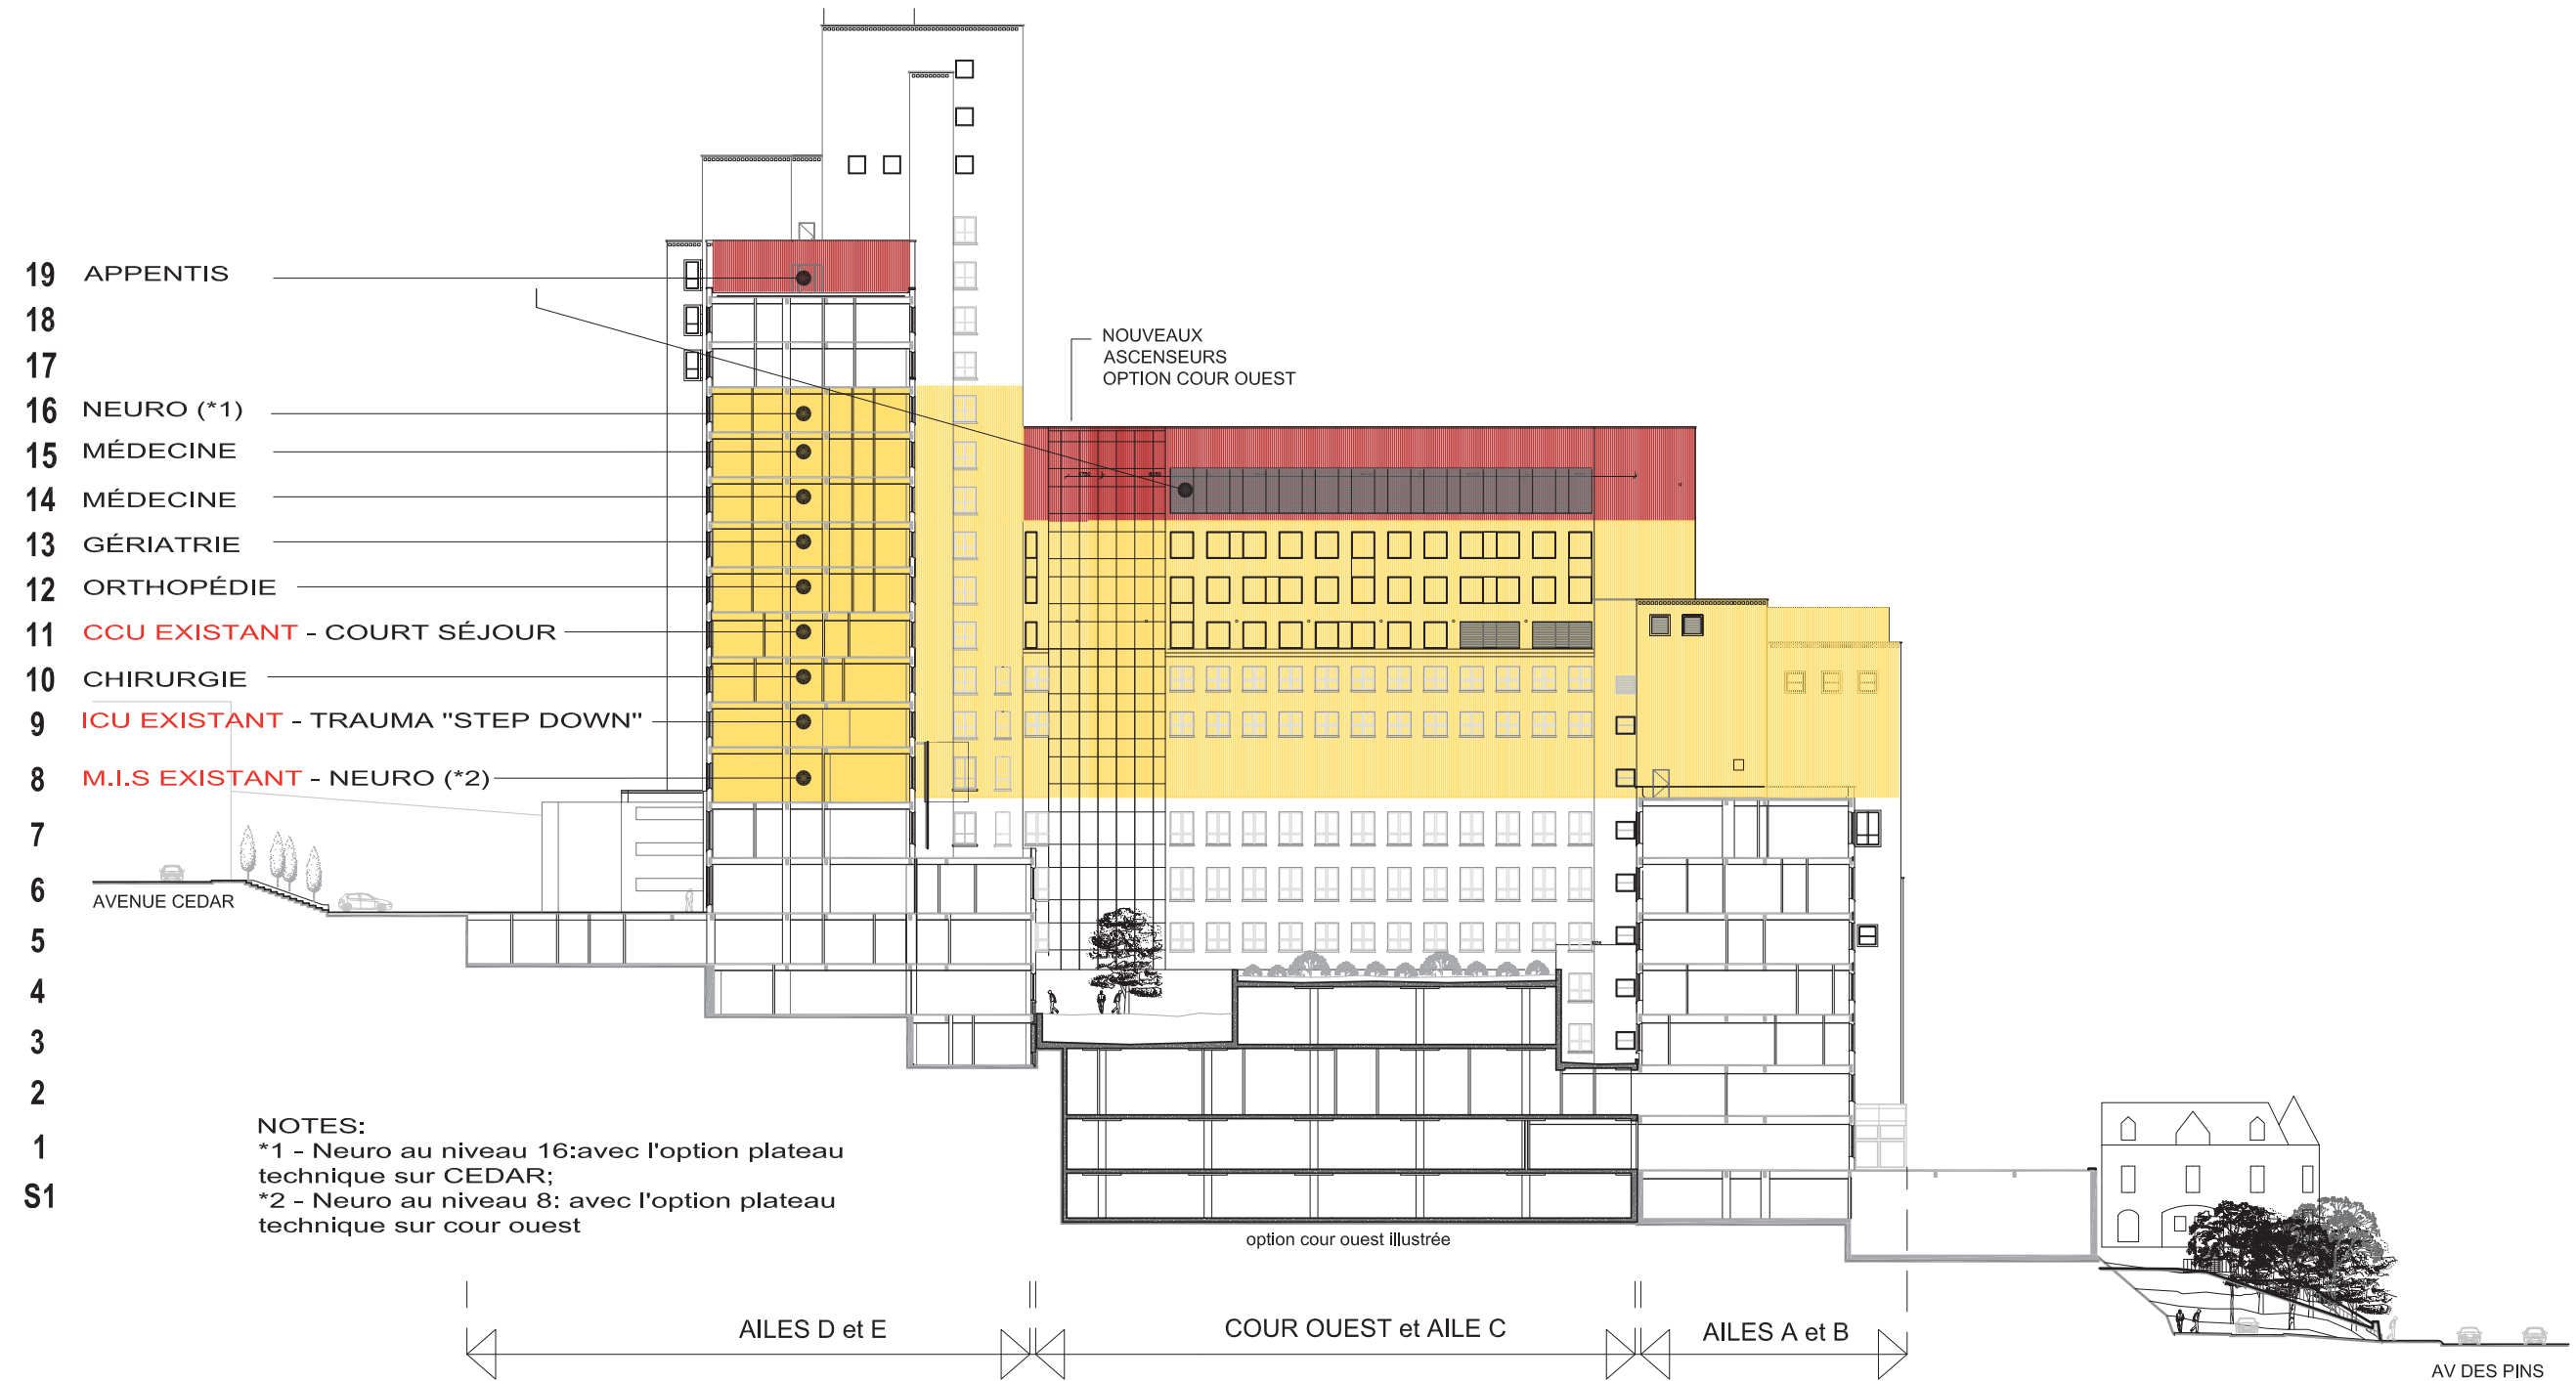 19 APPENTIS
18
17
NOUVEAUX
ASCENSEURS
OPTION COUR OUEST
16 NEURO (*1)
15 MÉDECINE
14 MÉDECINE
13 GÉRIATRIE
12 ORTHOPÉDIE
11 CCU EXISTANT - COURT SÉJOUR
10 CHIRURGIE
9 ICU EXISTANT - TRAUMA "STEP DOWN"
8 M.I.S EXISTANT - NEURO (*2)
7
6
AVENUE CEDAR
5
4
3
2
1
S1
NOTES:
*1 - Neuro au niveau 16:avec l'option plateau
technique sur CEDAR;
*2 - Neuro au niveau 8: avec l'option plateau
technique sur cour ouest
option cour ouest illustrée
AILES D et E
COUR OUEST et AILE C
AILES A et B
AV DES PINS